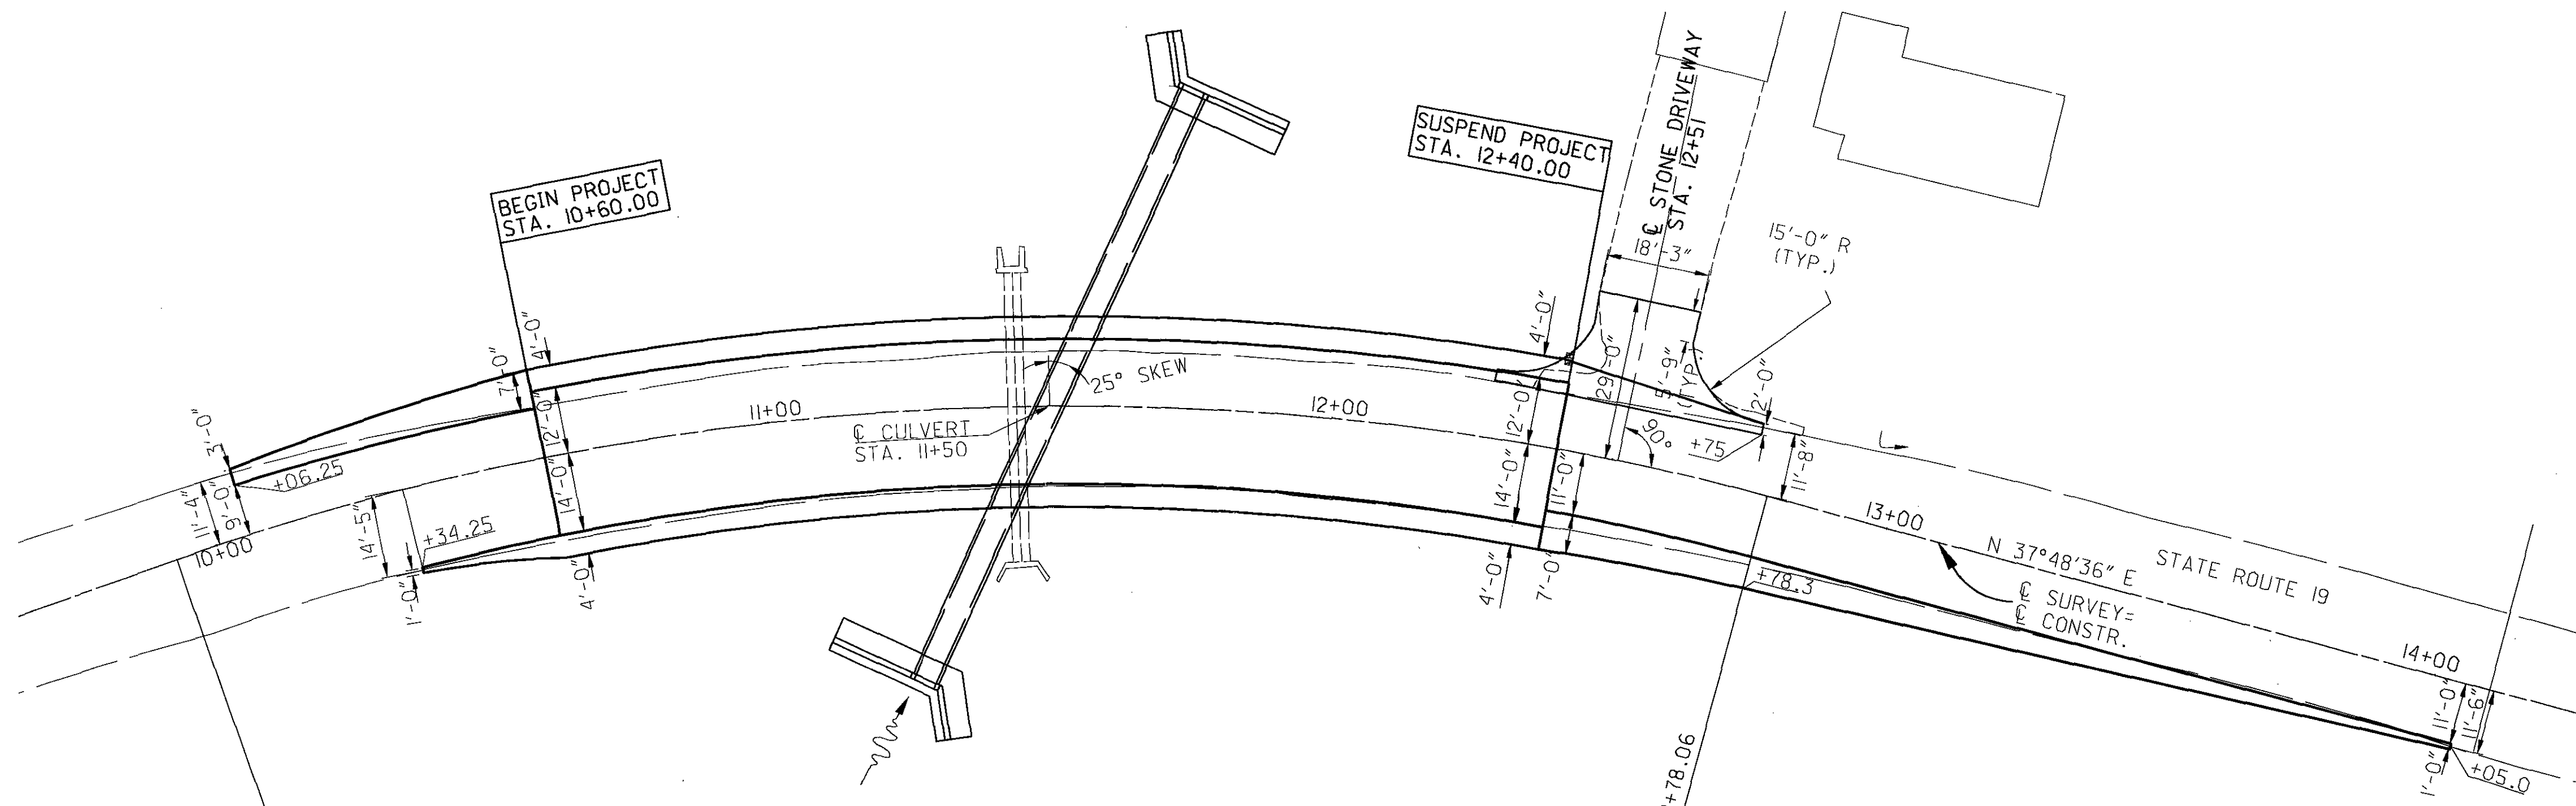 BEGIN PROJECT
STA. 10+60.00
SUSPEND PROJECT
STA. 12+40.00
℄ STONE DRIVEWAY
STA. 12+51
18'-3"
15'-0" R
(TYP.)
4'-0"
7'-0"
3'-0"
11'-4"
9'-0"
+06.25
10+00
14'-5"
+34.25
1'-0"
12'-0"
14'-0"
4'-0"
11+00
℄ CULVERT
STA. 11+50
25° SKEW
12+00
4'-0"
12'-0"
14'-0"
11'-0"
29'-0"
5'-9"
(TYP.)
2'-0"
90°
+75
11'-8"
4'-0"
7'-0"
+78.3
+78.06
13+00
N 37°48'36" E
STATE ROUTE 19
℄ SURVEY=
℄ CONSTR.
14+00
11'-0"
11'-6"
1'-0"
+05.0